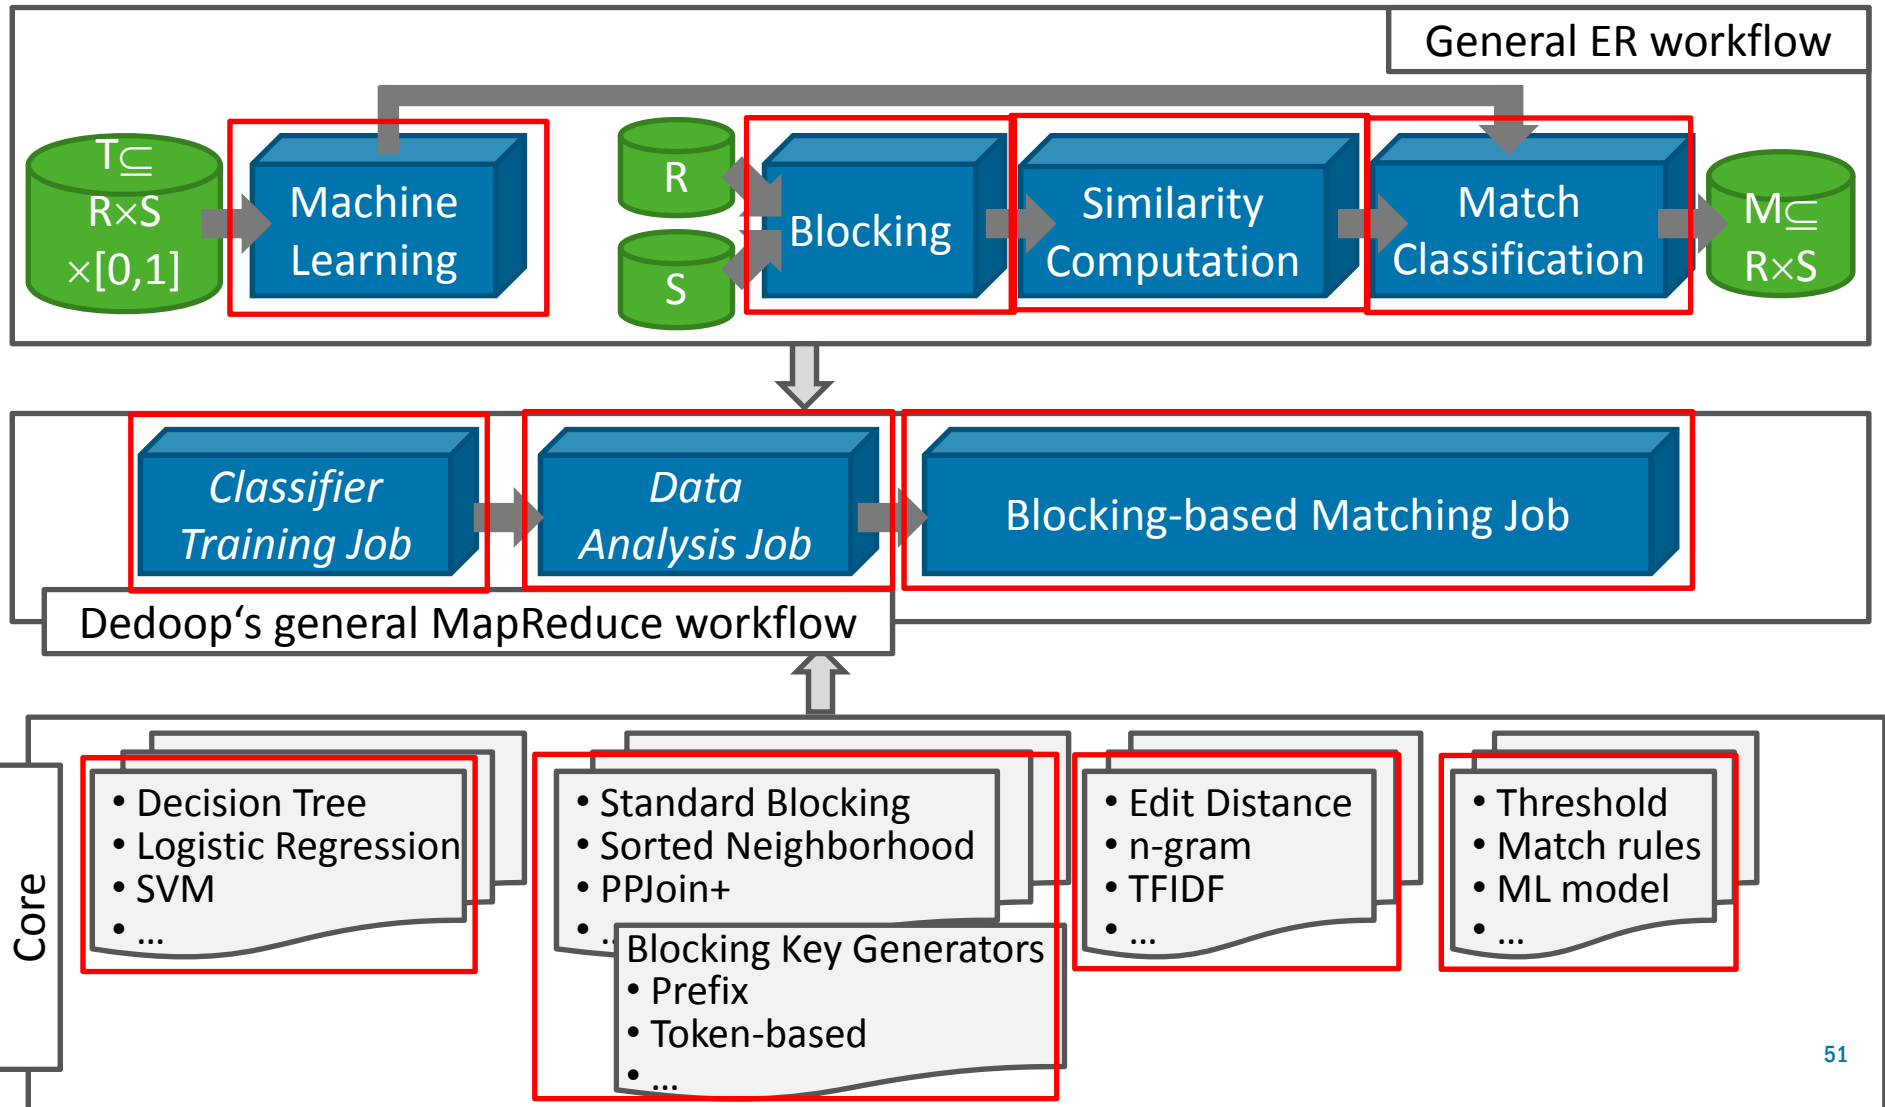 General ER workflow
T⊆
R×S
×[0,1]
Machine
Learning
R
S
Blocking
Similarity
Computation
Match
Classification
M⊆
R×S
Classifier
Training Job
Data
Analysis Job
Blocking-based Matching Job
Dedoop‘s general MapReduce workflow
Core
• Decision Tree
• Logistic Regression
• SVM
• ...
• Standard Blocking
• Sorted Neighborhood
• PPJoin+
• ...
Blocking Key Generators
• Prefix
• Token-based
• ...
• Edit Distance
• n-gram
• TFIDF
• ...
• Threshold
• Match rules
• ML model
• ...
51